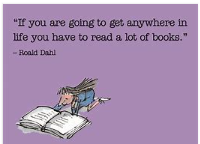 “If you are going to get anywhere in
life you have to read a lot of books.”
– Roald Dahl